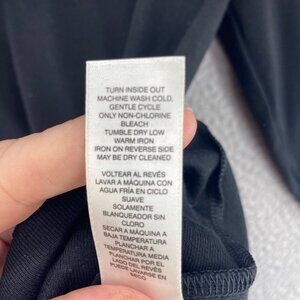 TURN INSIDE OUT
MACHINE WASH COLD,
GENTLE CYCLE
ONLY NON-CHLORINE
BLEACH
TUMBLE DRY LOW
WARM IRON
IRON ON REVERSE SIDE
MAY BE DRY CLEANED
VOLTEAR AL REVÉS
LAVAR A MÁQUINA CON
AGUA FRÍA EN CICLO
SUAVE
SOLAMENTE
BLANQUEADOR SIN
CLORO
SECAR A MÁQUINA A
BAJA TEMPERATURA
PLANCHAR A
TEMPERATURA MEDIA
PLANCHAR POR EL
LADO DEL REVÉS
PUEDE LAVARSE EN
SECO